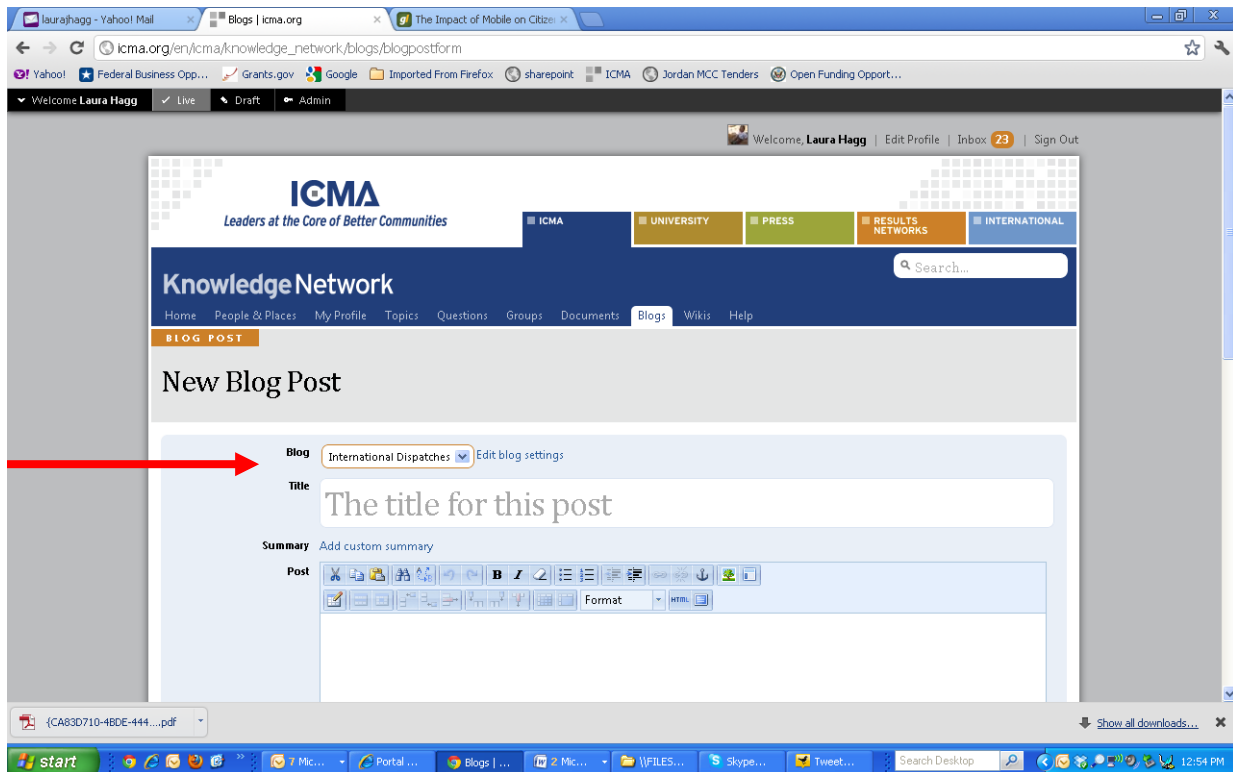 laurajhagg - Yahoo! Mail
Blogs | icma.org
The Impact of Mobile on Citize
icma.org/en/icma/knowledge_network/blogs/blogpostform
Yahoo! Federal Business Opp... Grants.gov Google Imported From Firefox sharepoint ICMA Jordan MCC Tenders Open Funding Opport...
Welcome Laura Hagg Live Draft Admin
Welcome, Laura Hagg | Edit Profile | Inbox 23 | Sign Out
ICMA
Leaders at the Core of Better Communities
ICMA UNIVERSITY PRESS RESULTS NETWORKS INTERNATIONAL
Search...
KnowledgeNetwork
Home People & Places My Profile Topics Questions Groups Documents Blogs Wikis Help
BLOG POST
New Blog Post
Blog International Dispatches Edit blog settings
Title The title for this post
Summary Add custom summary
Post
B I
Format HTML
{CA83D710-4BDE-444....pdf
Show all downloads...
start 7 Mic... Portal ... Blogs | ... 2 Mic... \\FILES... Skype... Tweet... Search Desktop 12:54 PM